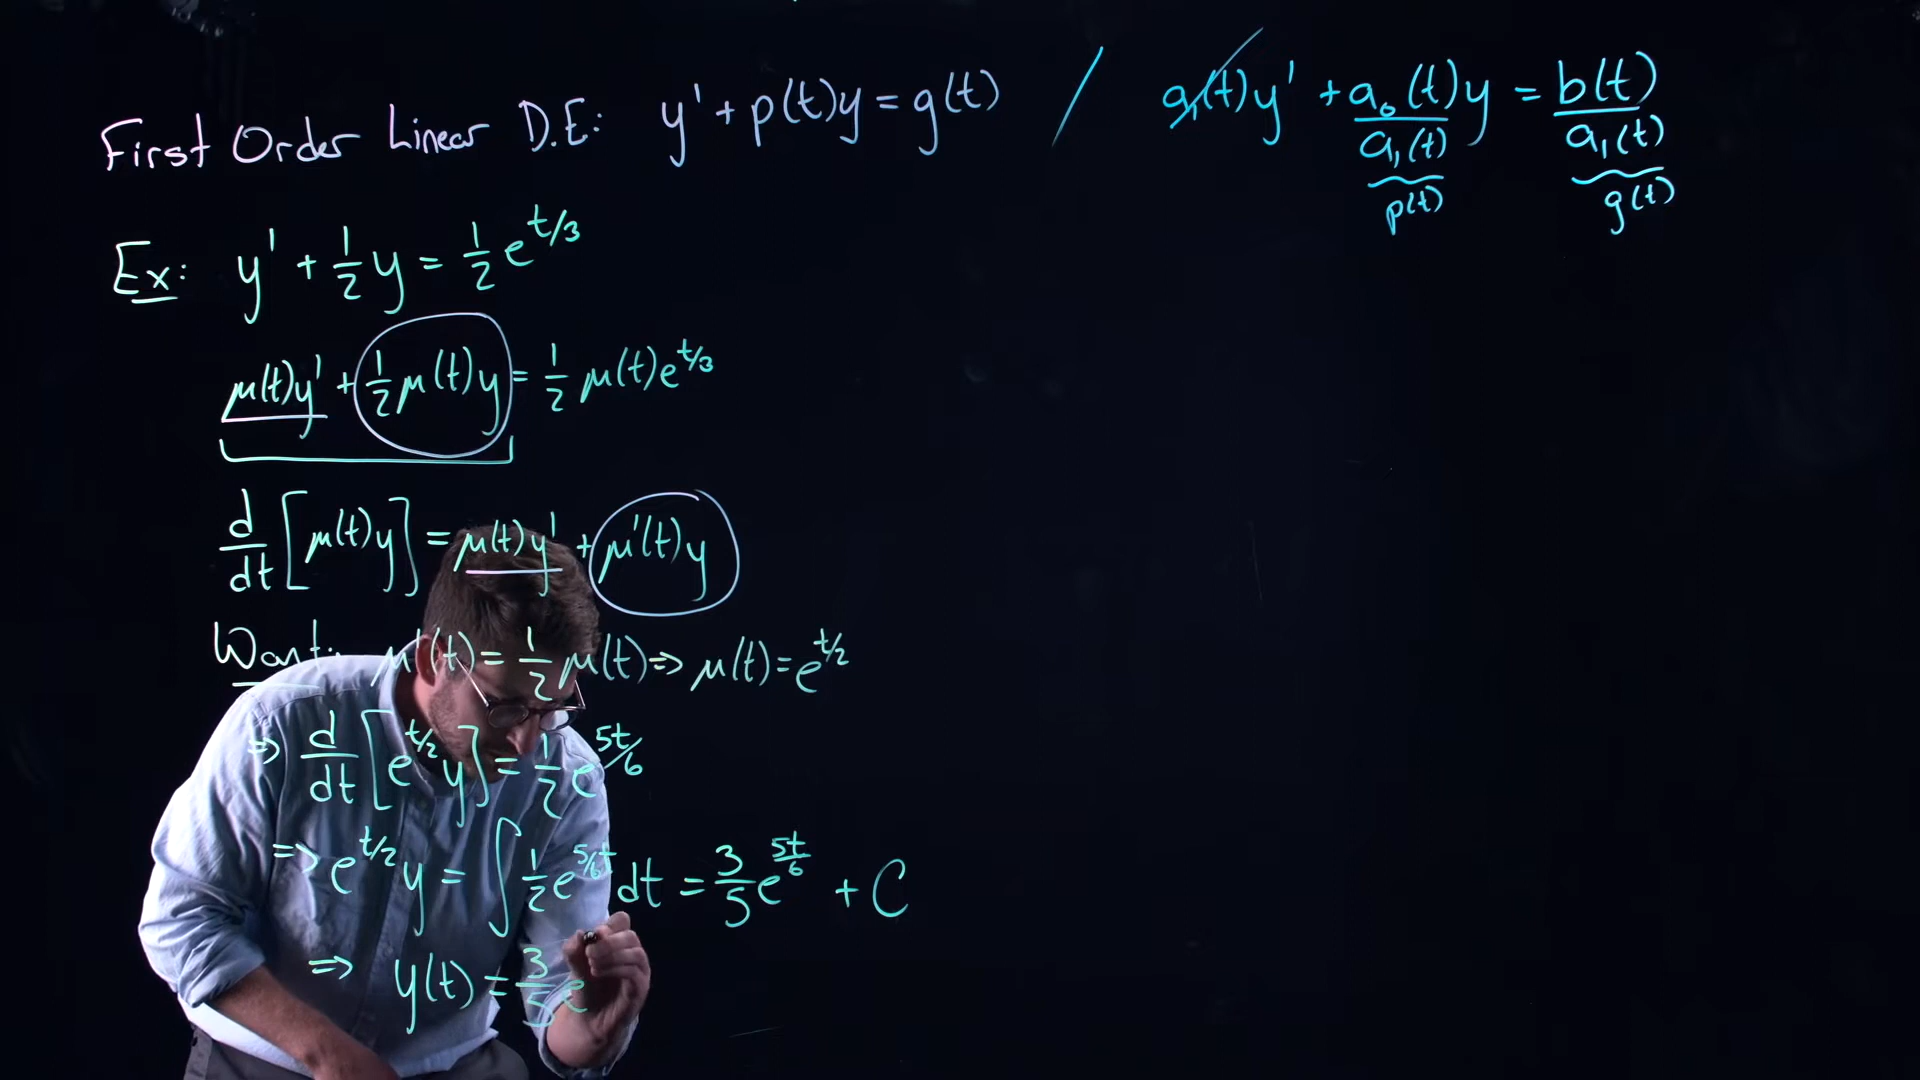 First Order Linear D.E: y' + p(t)y = g(t) / a₁(t)y' + a₀(t)/a₁(t) y = b(t)/a₁(t)
p(t) g(t)
Ex: y' + 1/2 y = 1/2 e^(t/3)
μ(t)y' + 1/2 μ(t)y = 1/2 μ(t)e^(t/3)
d/dt [μ(t)y] = μ(t)y' + μ'(t)y
Want: μ'(t) = 1/2 μ(t) ⇒ μ(t) = e^(t/2)
⇒ d/dt [e^(t/2) y] = 1/2 e^(5t/6)
⇒ e^(t/2) y = ∫ 1/2 e^(5/6 t) dt = 3/5 e^(5t/6) + C
⇒ y(t) = 3/5 e